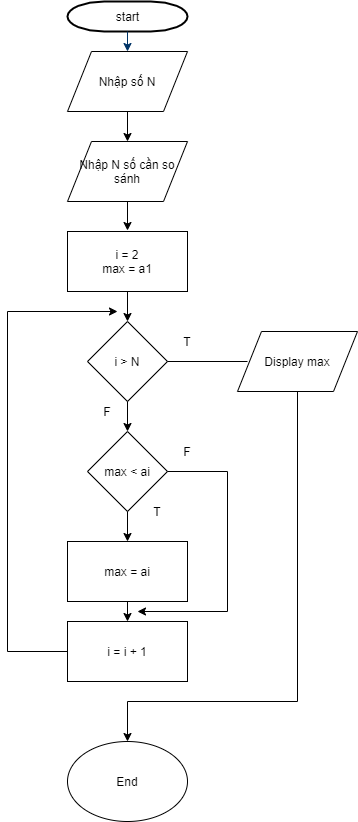 start
Nhập số N
Nhập N số cần so
sánh
i = 2
max = a1
i > N
T
Display max
F
max < ai
F
T
max = ai
i = i + 1
End